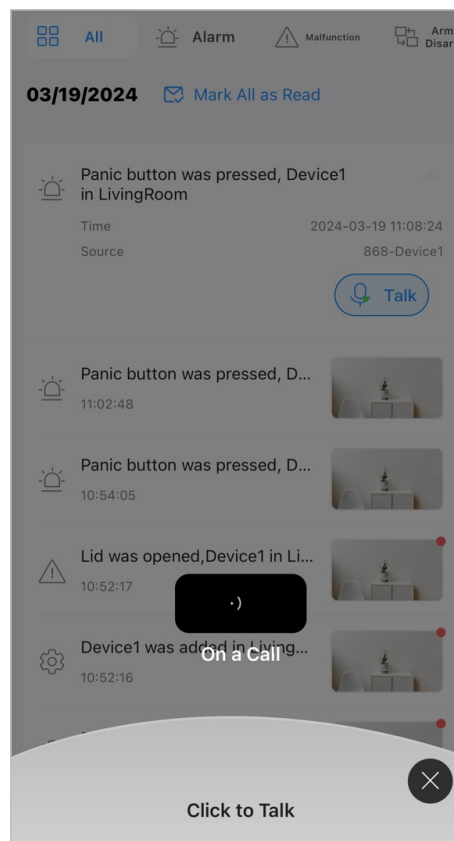 All
Alarm
Malfunction
Arm
Disar
03/19/2024
Mark All as Read
Panic button was pressed, Device1
in LivingRoom
Time 2024-03-19 11:08:24
Source 868-Device1
Talk
Panic button was pressed, D...
11:02:48
Panic button was pressed, D...
10:54:05
Lid was opened,Device1 in Li...
10:52:17
Device1 was added in Living...
On a Call
10:52:16
Click to Talk